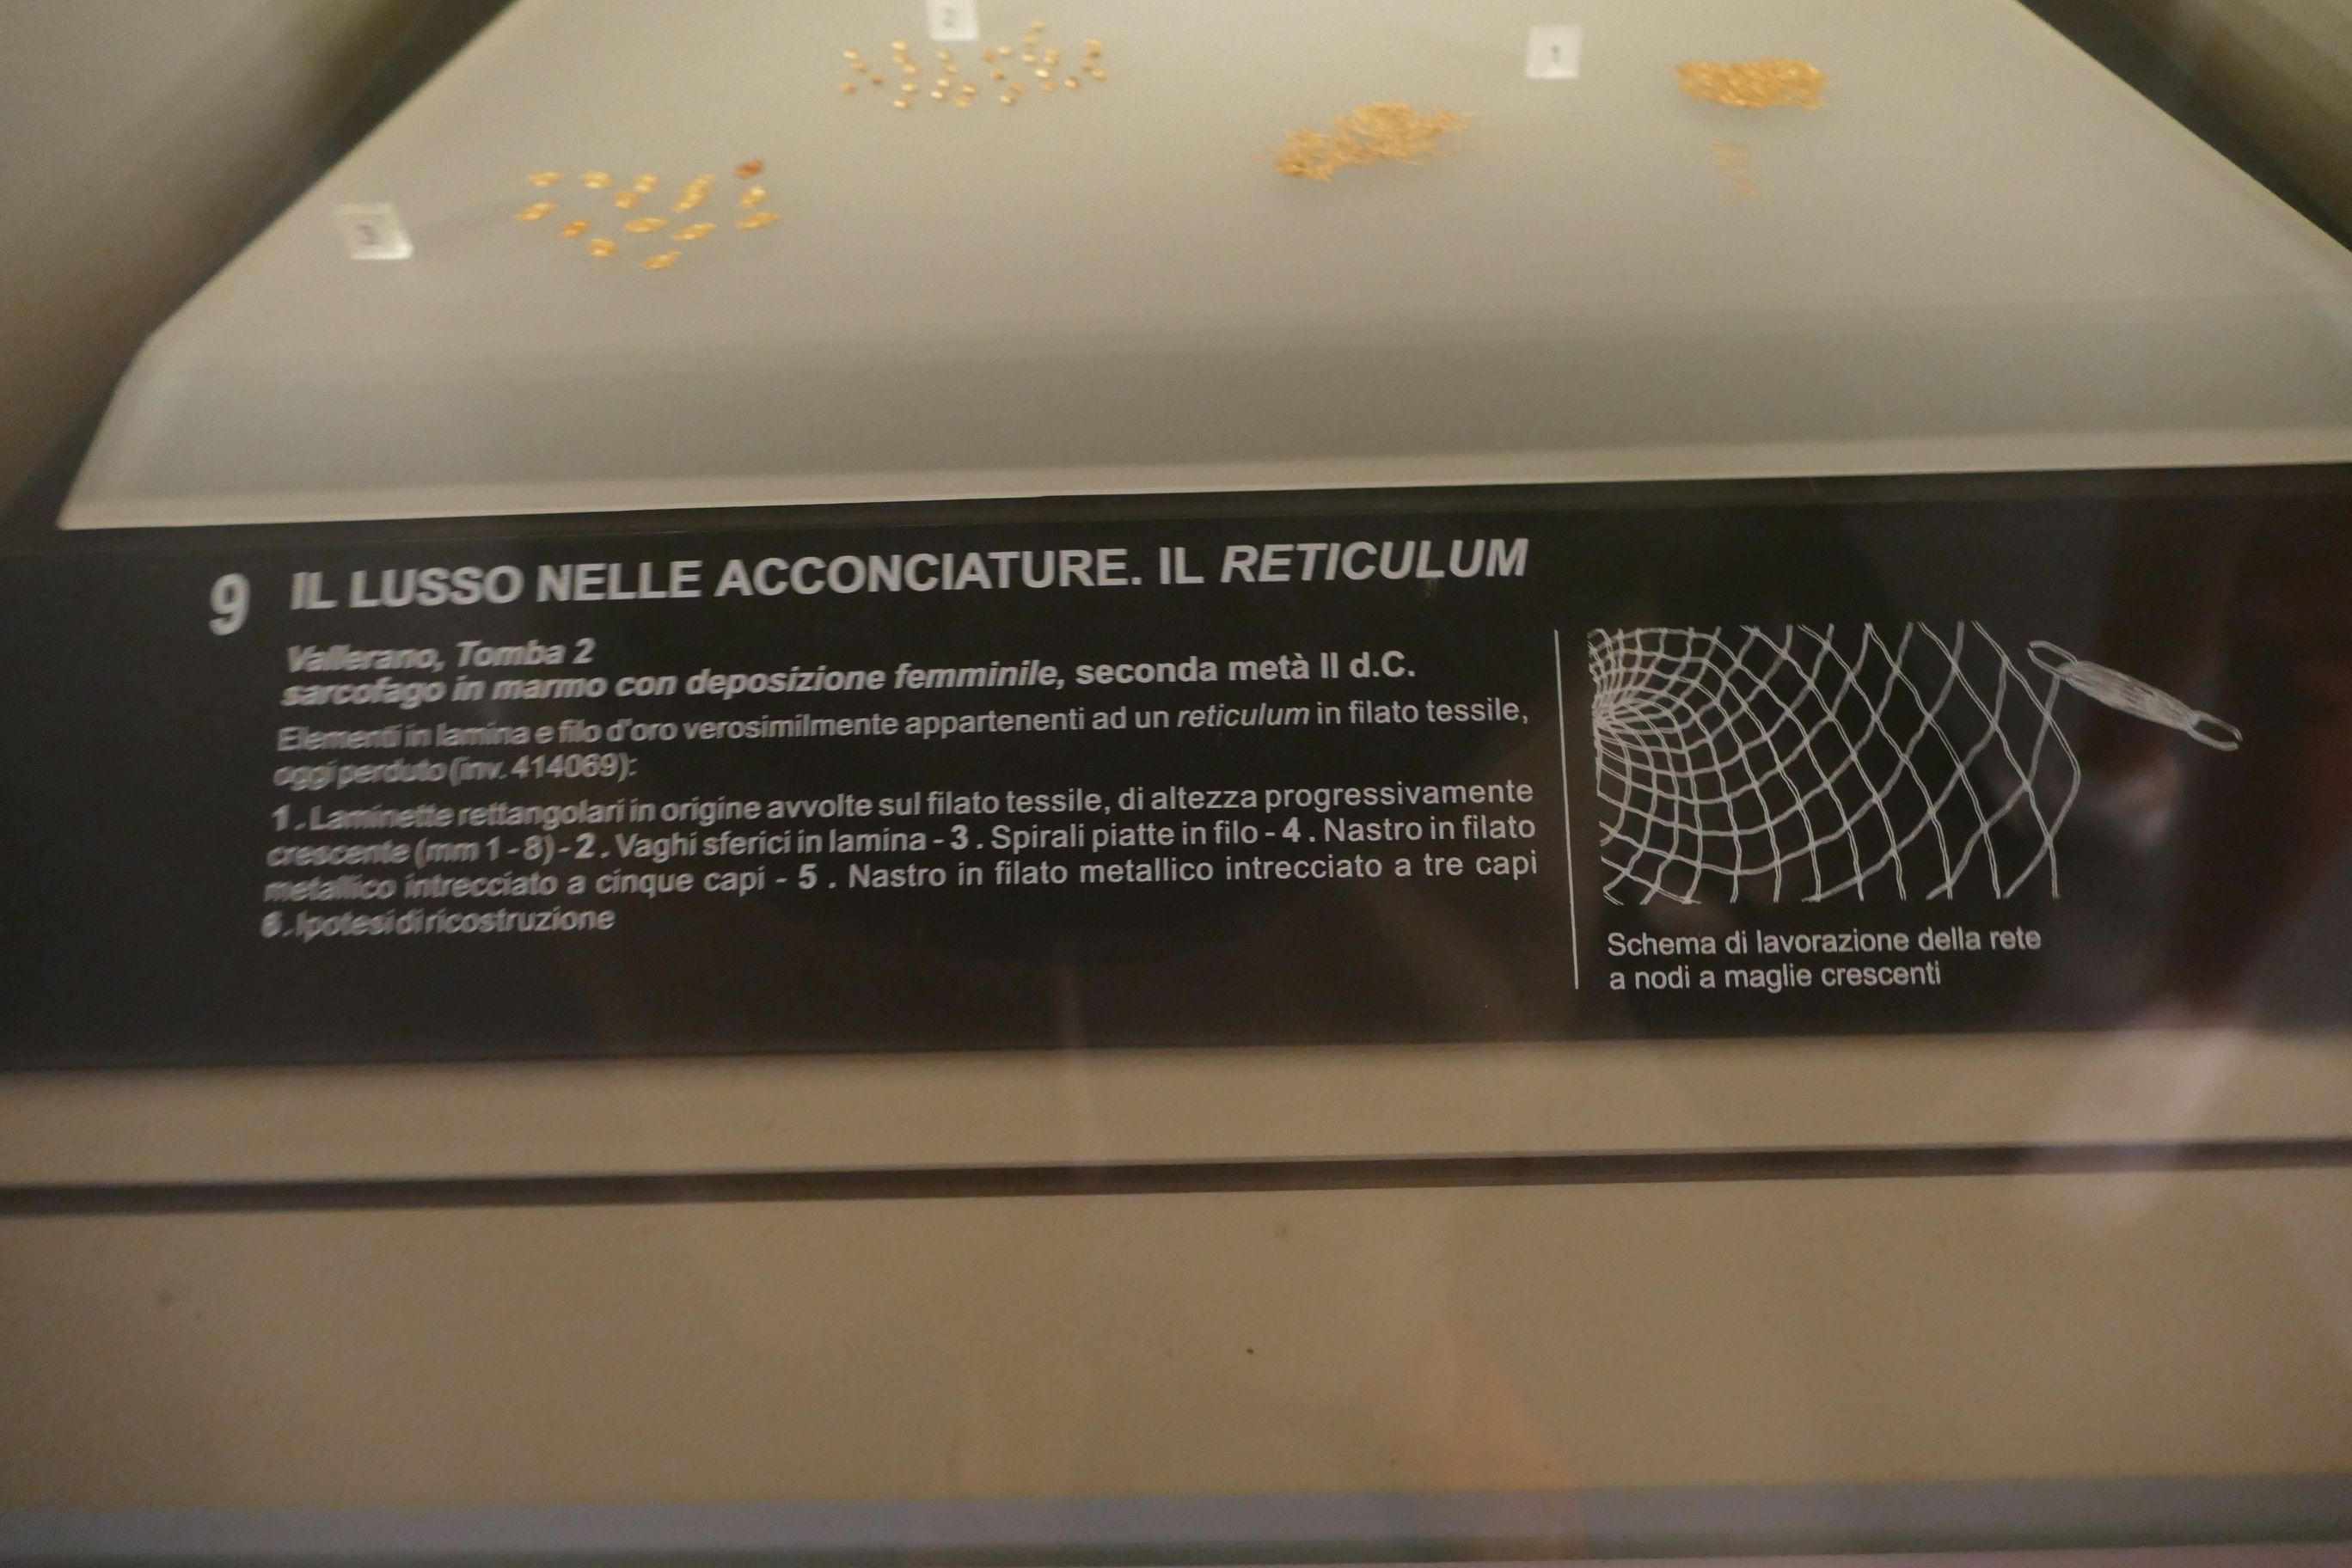 1
3
9 IL LUSSO NELLE ACCONCIATURE. IL RETICULUM
Vallerano, Tomba 2
sarcofago in marmo con deposizione femminile, seconda metà II d.C.
Elementi in lamina e filo d'oro verosimilmente appartenenti ad un reticulum in filato tessile,
oggi perduto (inv. 414069):
1. Laminette rettangolari in origine avvolte sul filato tessile, di altezza progressivamente
crescente (mm 1 - 8) - 2. Vaghi sferici in lamina - 3. Spirali piatte in filo - 4. Nastro in filato
metallico intrecciato a cinque capi - 5. Nastro in filato metallico intrecciato a tre capi
6. Ipotesi di ricostruzione
Schema di lavorazione della rete
a nodi a maglie crescenti